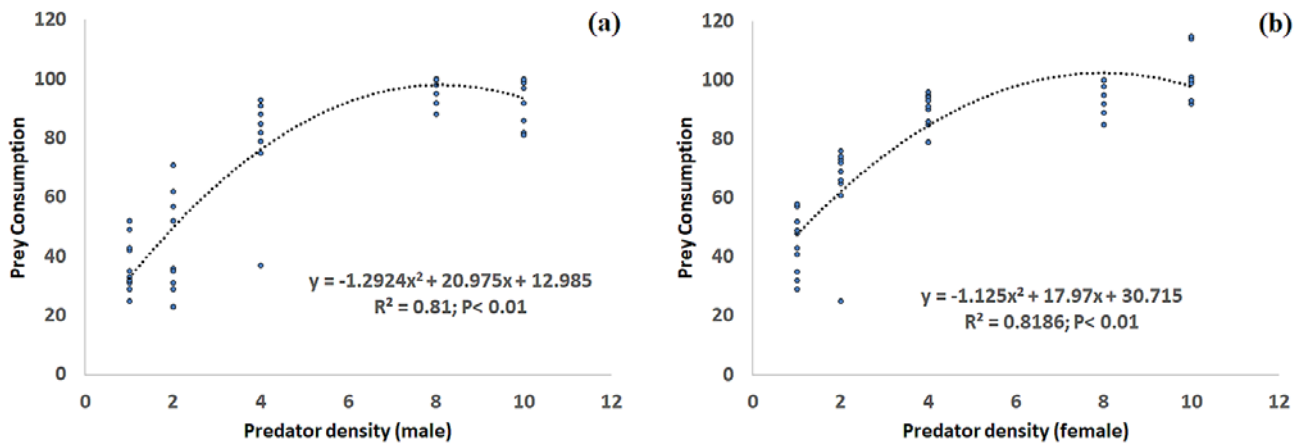 (a)
120
100
80
60
40
20
0
Prey Consumption
y = -1.2924x² + 20.975x + 12.985
R² = 0.81; P< 0.01
0 2 4 6 8 10 12
Predator density (male)
(b)
120
100
80
60
40
20
0
Prey Consumption
y = -1.125x² + 17.97x + 30.715
R² = 0.8186; P< 0.01
0 2 4 6 8 10 12
Predator density (female)